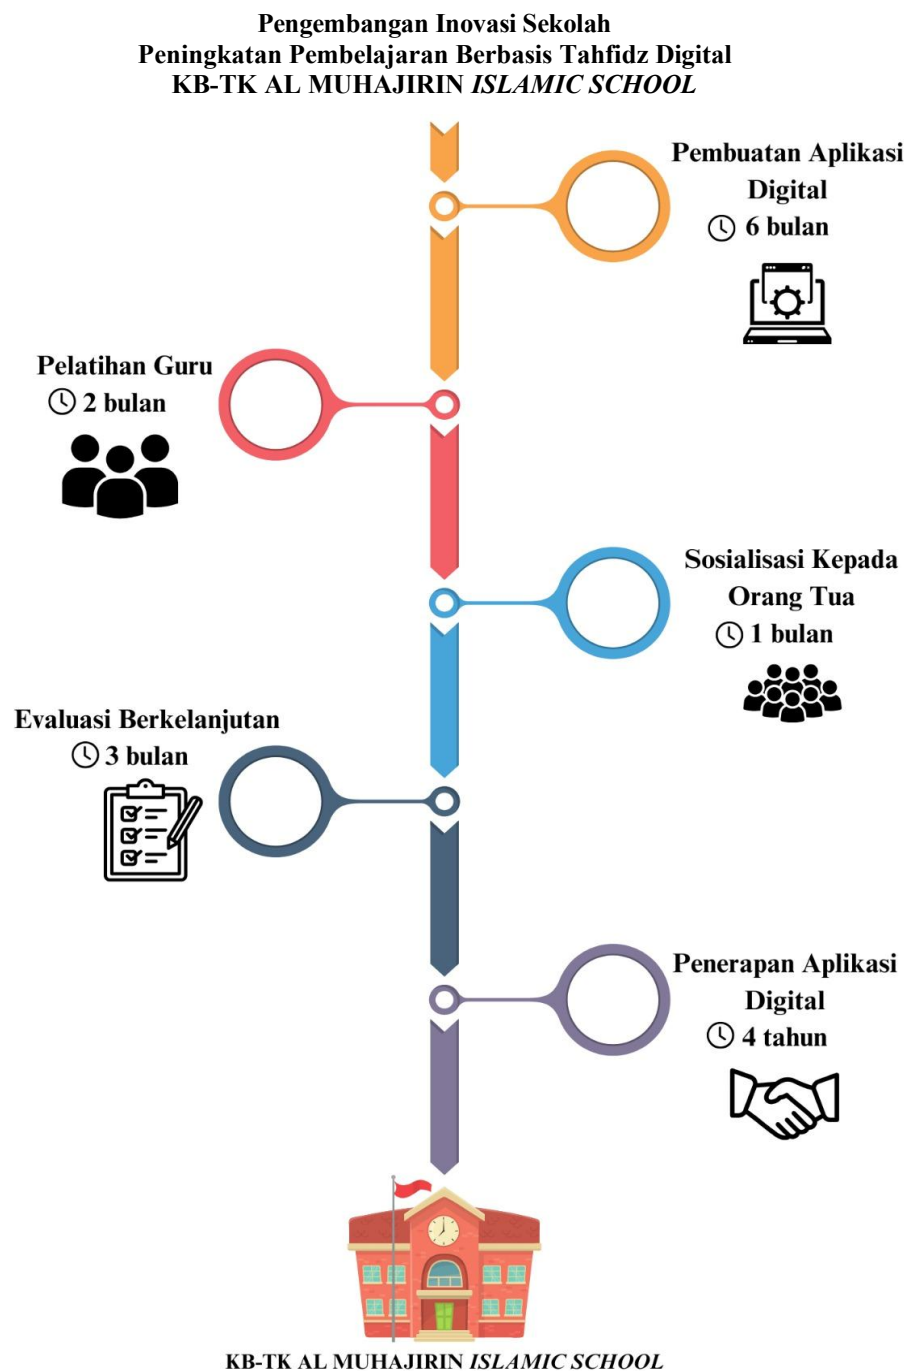 Pengembangan Inovasi Sekolah
Peningkatan Pembelajaran Berbasis Tahfidz Digital
KB-TK AL MUHAJIRIN ISLAMIC SCHOOL
Pembuatan Aplikasi
Digital
6 bulan
Pelatihan Guru
2 bulan
Sosialisasi Kepada
Orang Tua
1 bulan
Evaluasi Berkelanjutan
3 bulan
Penerapan Aplikasi
Digital
4 tahun
KB-TK AL MUHAJIRIN ISLAMIC SCHOOL